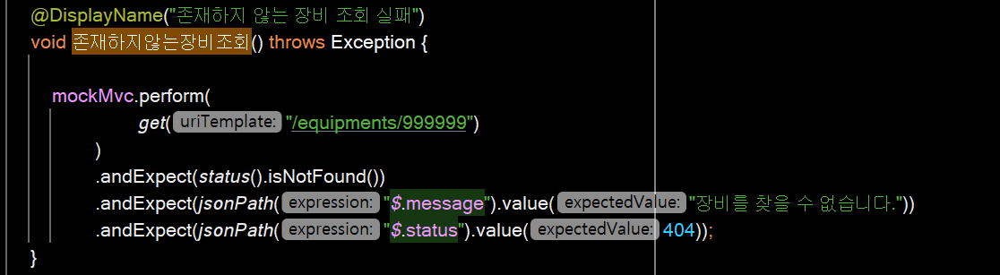 @DisplayName("존재하지 않는 장비 조회 실패")
void 존재하지않는장비조회() throws Exception {
mockMvc.perform(
get( uriTemplate: "/equipments/999999")
)
.andExpect(status().isNotFound())
.andExpect(jsonPath( expression: "$.message").value( expectedValue: "장비를 찾을 수 없습니다."))
.andExpect(jsonPath( expression: "$.status").value( expectedValue: 404));
}